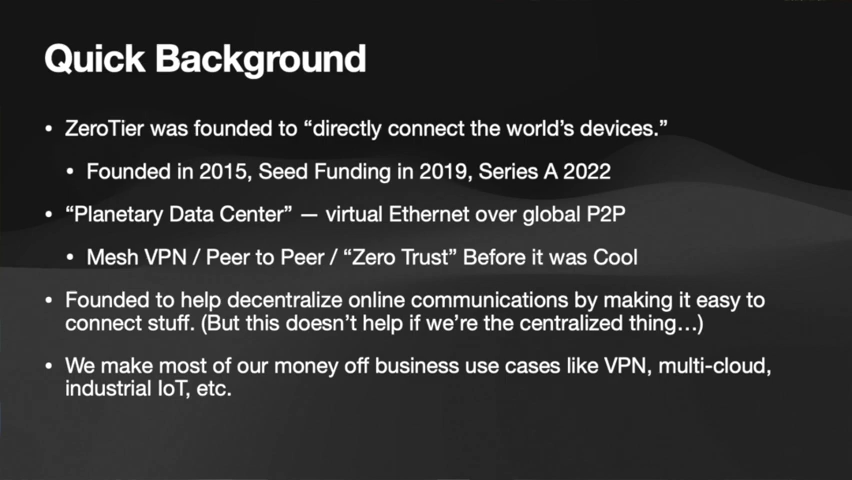 Quick Background
• ZeroTier was founded to “directly connect the world’s devices.”
• Founded in 2015, Seed Funding in 2019, Series A 2022
• “Planetary Data Center” — virtual Ethernet over global P2P
• Mesh VPN / Peer to Peer / “Zero Trust” Before it was Cool
• Founded to help decentralize online communications by making it easy to
connect stuff. (But this doesn’t help if we’re the centralized thing…)
• We make most of our money off business use cases like VPN, multi-cloud,
industrial IoT, etc.